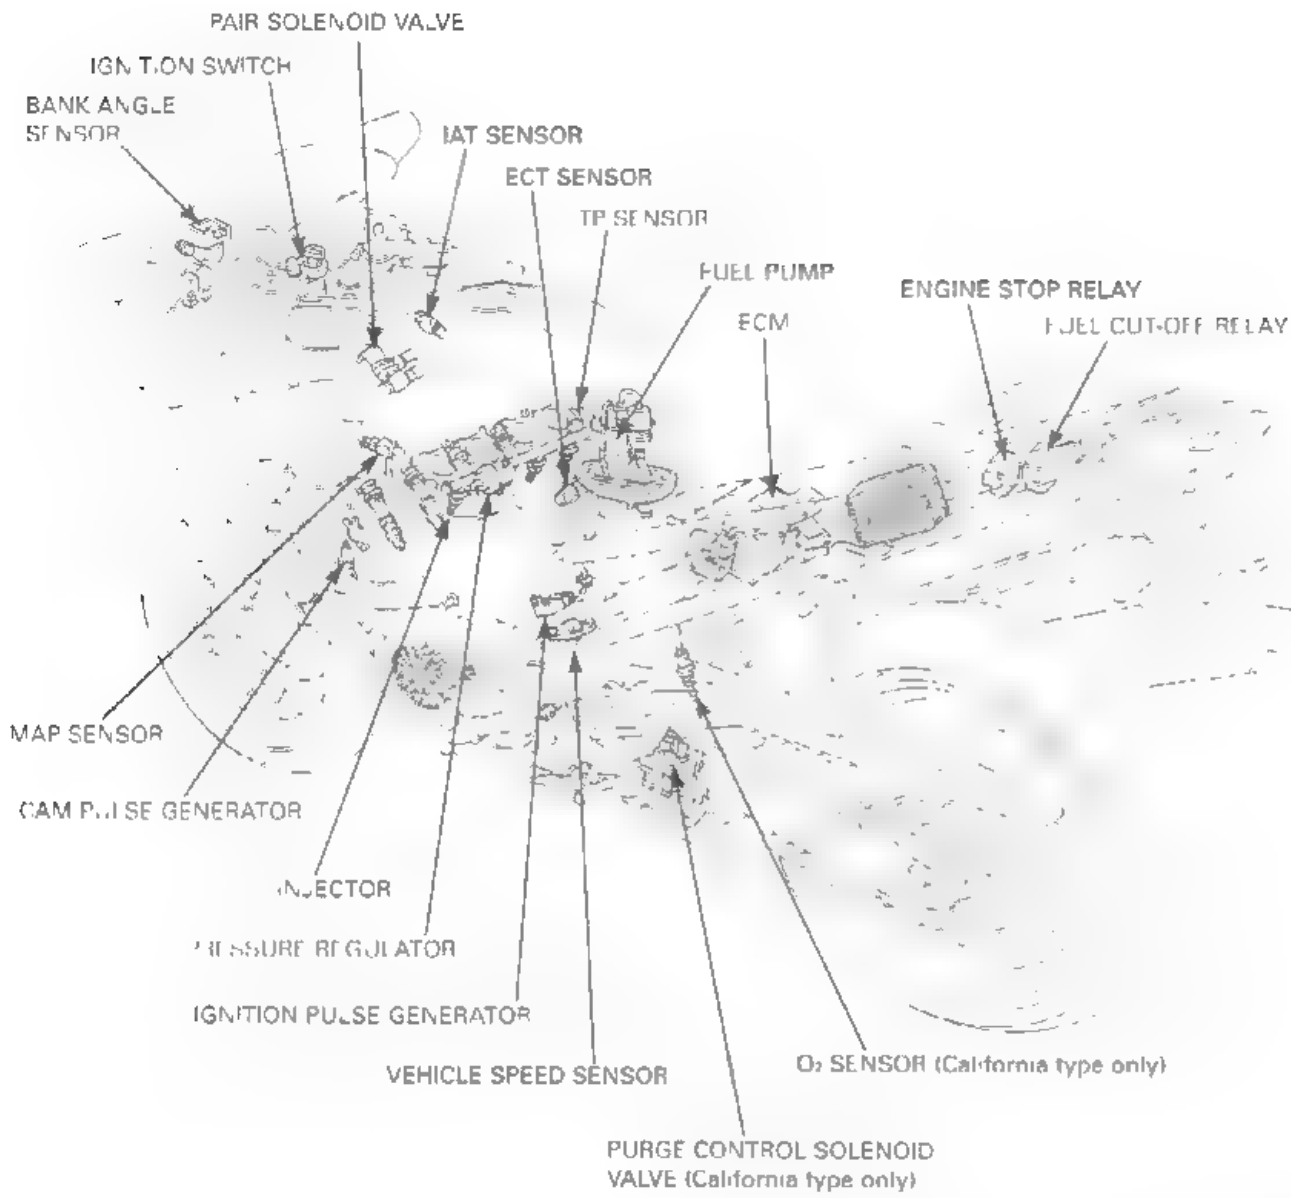 PAIR SOLENOID VALVE
IGNITION SWITCH
BANK ANGLE
SENSOR
IAT SENSOR
ECT SENSOR
TP SENSOR
FUEL PUMP
ENGINE STOP RELAY
ECM
FUEL CUT-OFF RELAY
MAP SENSOR
CAM PULSE GENERATOR
INJECTOR
PRESSURE REGULATOR
IGNITION PULSE GENERATOR
VEHICLE SPEED SENSOR
O₂ SENSOR (California type only)
PURGE CONTROL SOLENOID
VALVE (California type only)